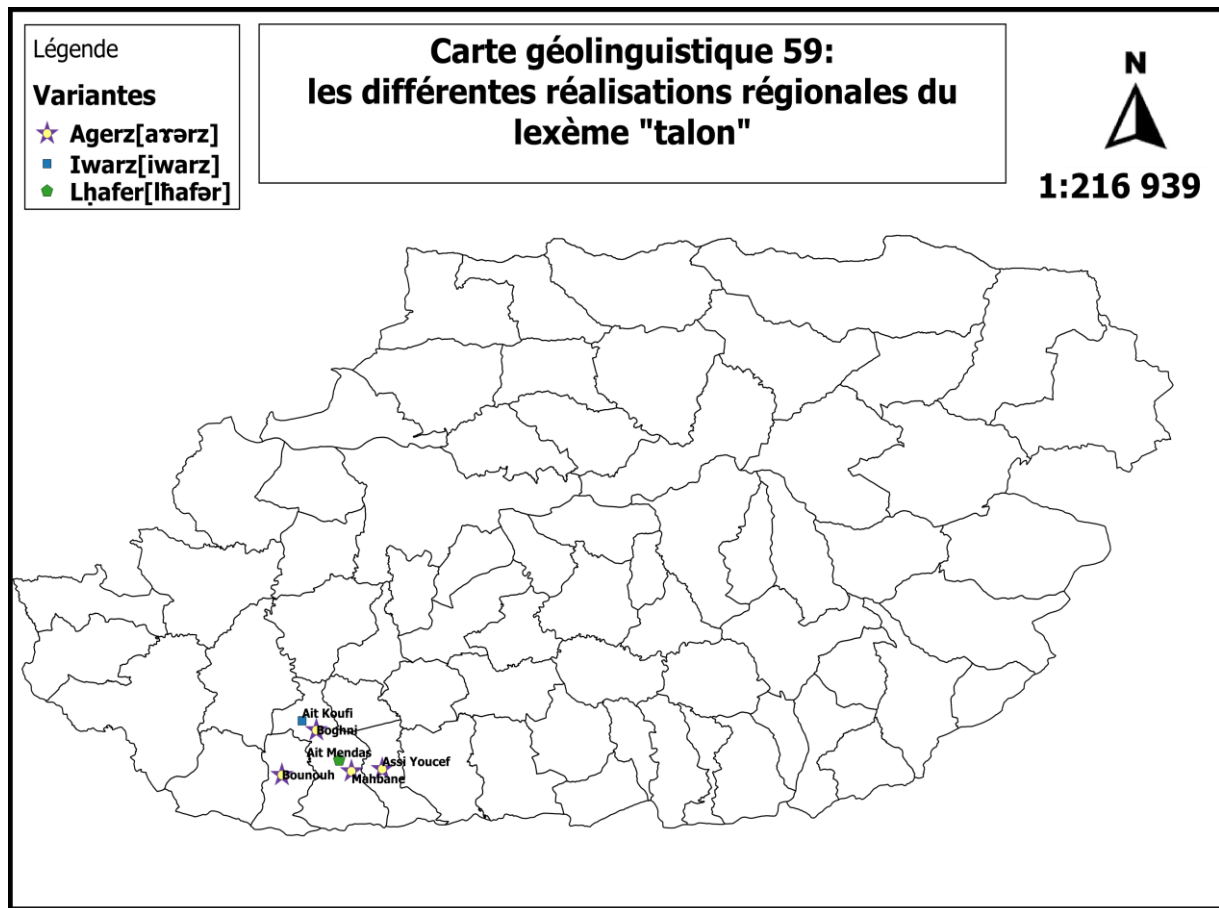 Légende
Variantes
Agerz[aɤərz]
Iwarz[iwarz]
Lḥafer[lħafər]
Carte géolinguistique 59:
les différentes réalisations régionales du
lexème "talon"
N
1:216 939
Ait Koufi
Boghni
Ait Mendas
Assi Youcef
Bounouh
Mahbane